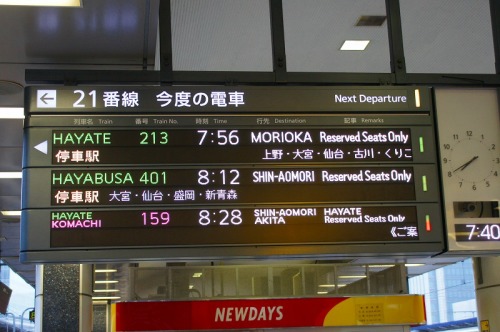 ← 21番線 今度の電車 Next Departure
列車名 Train 番号 Train No. 時刻 Time 行先 Destination 記事 Remarks
HAYATE 213 7:56 MORIOKA Reserved Seats Only
停車駅 上野・大宮・仙台・古川・くりこ
HAYABUSA 401 8:12 SHIN-AOMORI Reserved Seats Only
停車駅 大宮・仙台・盛岡・新青森
HAYATE 159 8:28 SHIN-AOMORI HAYATE
KOMACHI AKITA Reserved Seats Only
《ご案
7:40
NEWDAYS